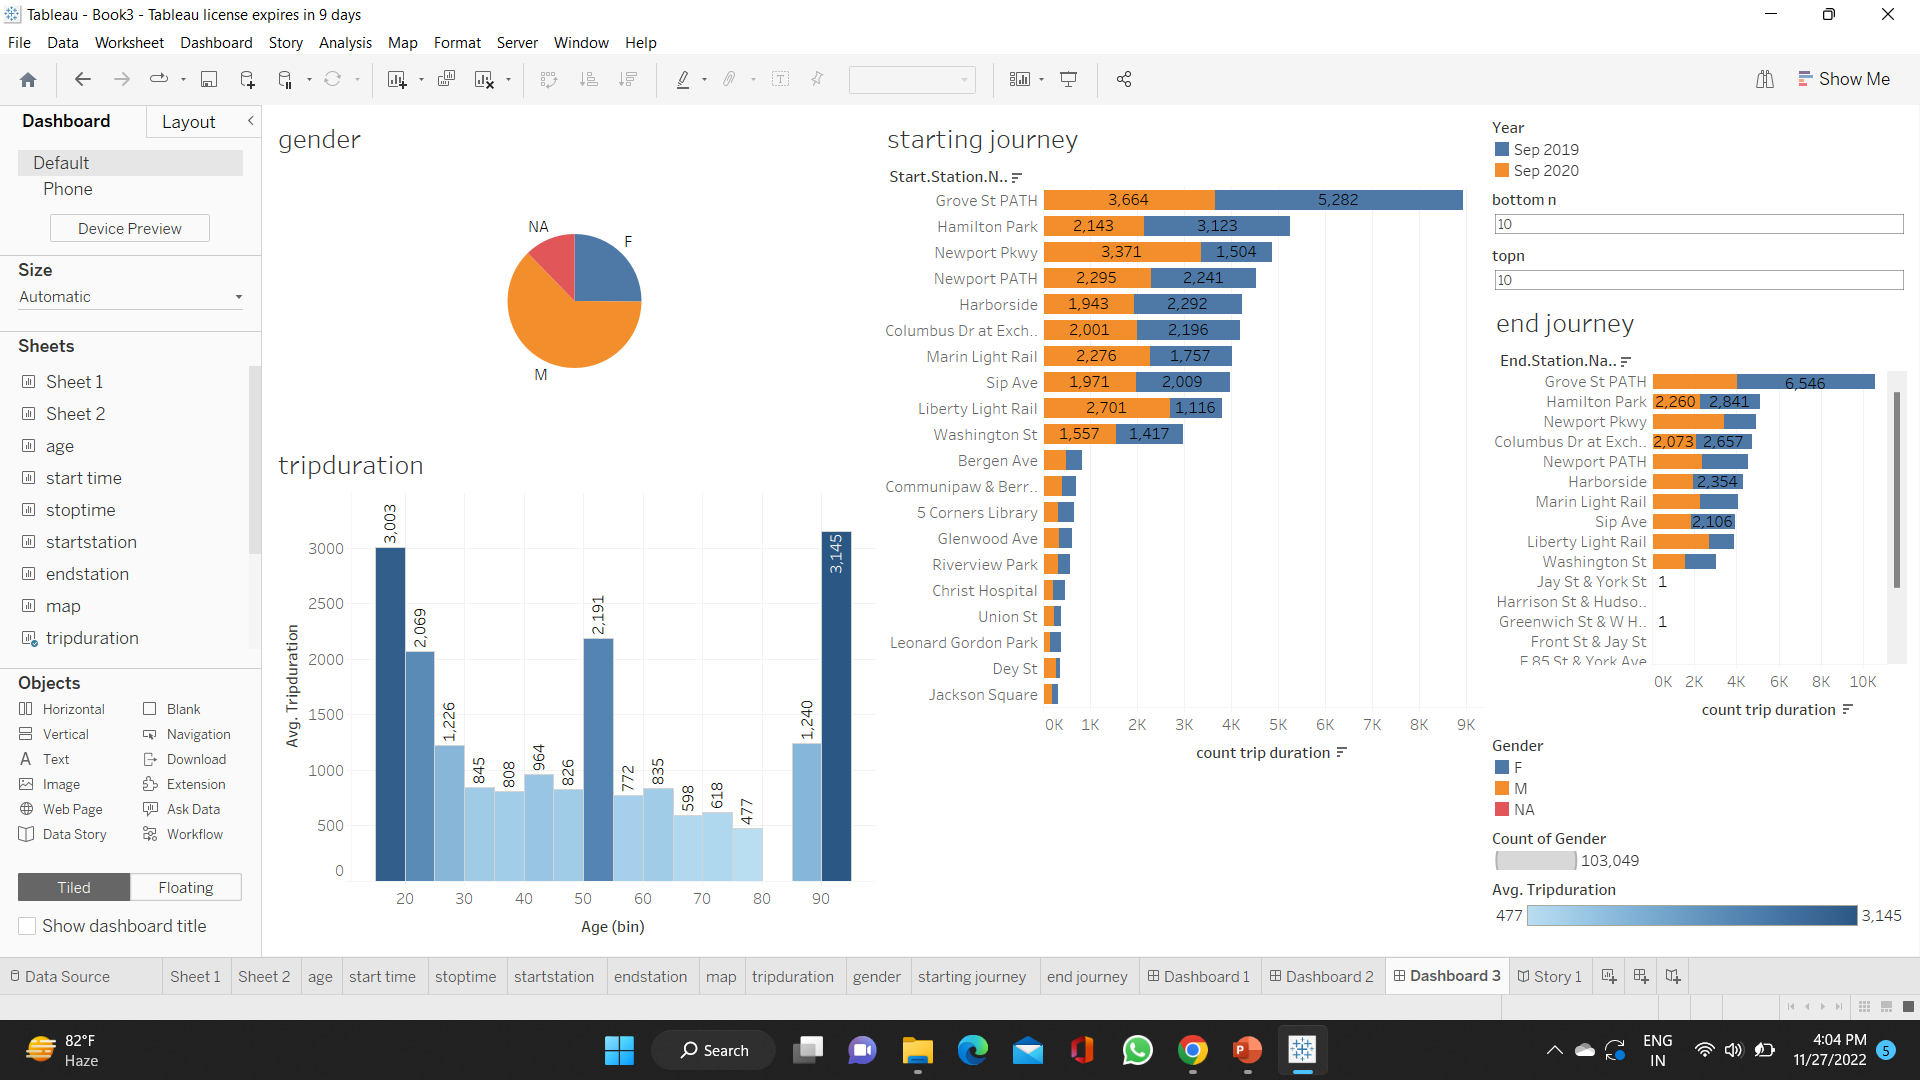 Tableau - Book3 - Tableau license expires in 9 days
File Data Worksheet Dashboard Story Analysis Map Format Server Window Help
Show Me
Dashboard Layout
Default
Phone
Device Preview
Size
Automatic
Sheets
Sheet 1
Sheet 2
age
start time
stoptime
startstation
endstation
map
tripduration
Objects
Horizontal Blank
Vertical Navigation
Text Download
Image Extension
Web Page Ask Data
Data Story Workflow
Tiled Floating
Show dashboard title
gender
NA
F
M
tripduration
Avg. Tripduration
3000
2500
2000
1500
1000
500
0
3,003
2,069
1,226
845
808
964
826
2,191
772
835
598
618
477
1,240
3,145
20 30 40 50 60 70 80 90
Age (bin)
starting journey
Start.Station.N..
Grove St PATH 3,664 5,282
Hamilton Park 2,143 3,123
Newport Pkwy 3,371 1,504
Newport PATH 2,295 2,241
Harborside 1,943 2,292
Columbus Dr at Exch.. 2,001 2,196
Marin Light Rail 2,276 1,757
Sip Ave 1,971 2,009
Liberty Light Rail 2,701 1,116
Washington St 1,557 1,417
Bergen Ave
Communipaw & Berr..
5 Corners Library
Glenwood Ave
Riverview Park
Christ Hospital
Union St
Leonard Gordon Park
Dey St
Jackson Square
0K 1K 2K 3K 4K 5K 6K 7K 8K 9K
count trip duration
Year
Sep 2019
Sep 2020
bottom n
10
topn
10
end journey
End.Station.Na..
Grove St PATH 6,546
Hamilton Park 2,260 2,841
Newport Pkwy
Columbus Dr at Exch.. 2,073 2,657
Newport PATH
Harborside 2,354
Marin Light Rail
Sip Ave 2,106
Liberty Light Rail
Washington St
Jay St & York St 1
Harrison St & Hudso..
Greenwich St & W H.. 1
Front St & Jay St
E 85 St & York Ave
0K 2K 4K 6K 8K 10K
count trip duration
Gender
F
M
NA
Count of Gender
103,049
Avg. Tripduration
477 3,145
Data Source Sheet 1 Sheet 2 age start time stoptime startstation endstation map tripduration gender starting journey end journey Dashboard 1 Dashboard 2 Dashboard 3 Story 1
82°F
Haze
Search
ENG
IN
4:04 PM
11/27/2022
5